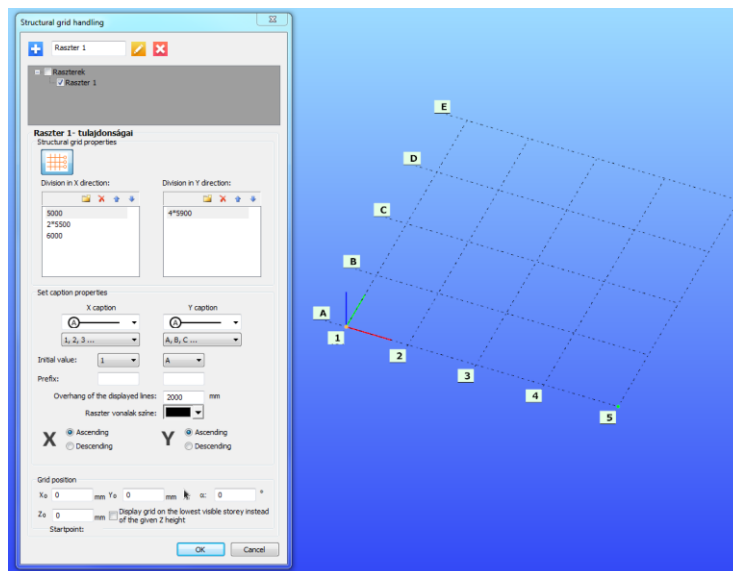 Structural grid handling
Raszter 1
Raszterek
Raszter 1
Raszter 1- tulajdonságai
Structural grid properties
Division in X direction: Division in Y direction:
5000 4*5900
2*5500
6000
Set caption properties
X caption Y caption
A A
1, 2, 3 ... A, B, C ...
Initial value: 1 A
Prefix:
Overhang of the displayed lines: 2000 mm
Raszter vonalak színe:
X Ascending Y Ascending
Descending Descending
Grid position
X₀ 0 mm Y₀ 0 mm α: 0 °
Z₀ 0 mm Display grid on the lowest visible storey instead
of the given Z height
Startpoint:
OK Cancel
E
D
C
B
A
1
2
3
4
5